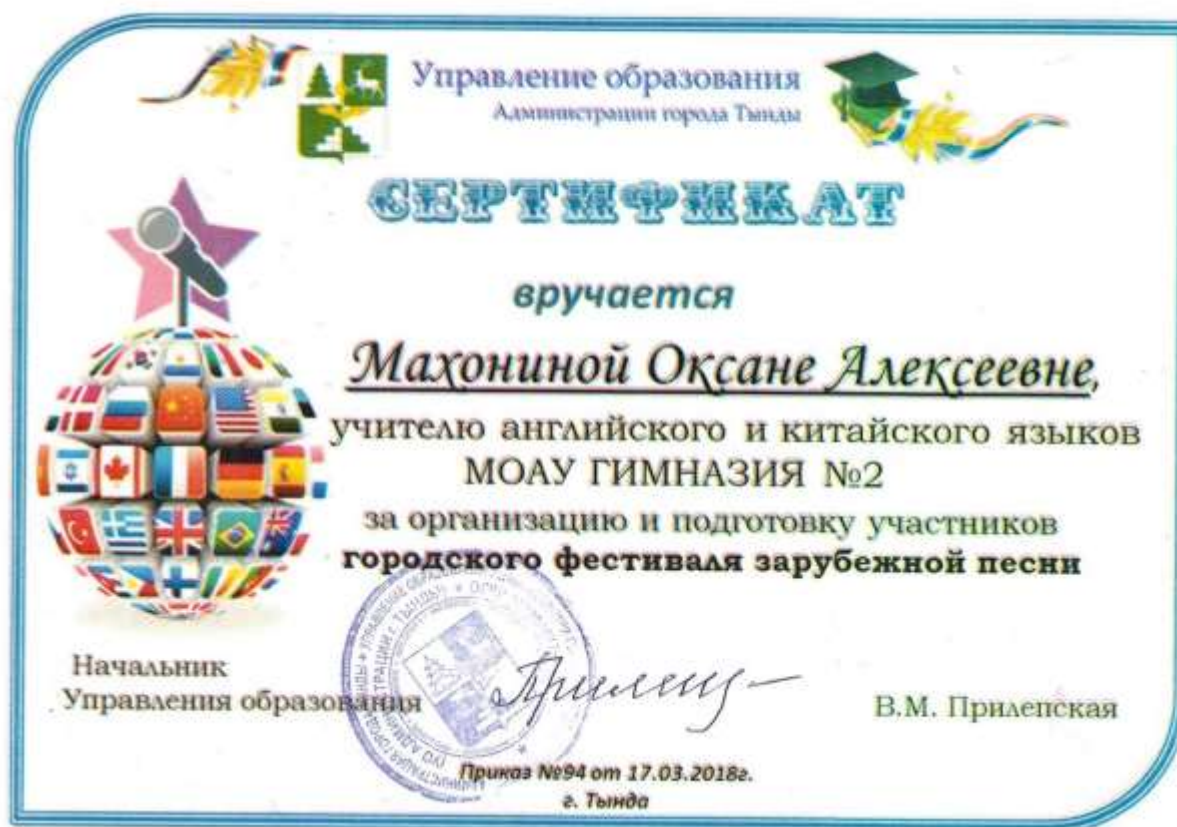 Управление образования
Администрации города Тынды
СЕРТИФИКАТ
вручается
Махониной Оксане Алексеевне,
учителю английского и китайского языков
МОАУ ГИМНАЗИЯ №2
за организацию и подготовку участников
городского фестиваля зарубежной песни
Начальник
Управления образования
В.М. Прилепская
Приказ №94 от 17.03.2018г.
г. Тында